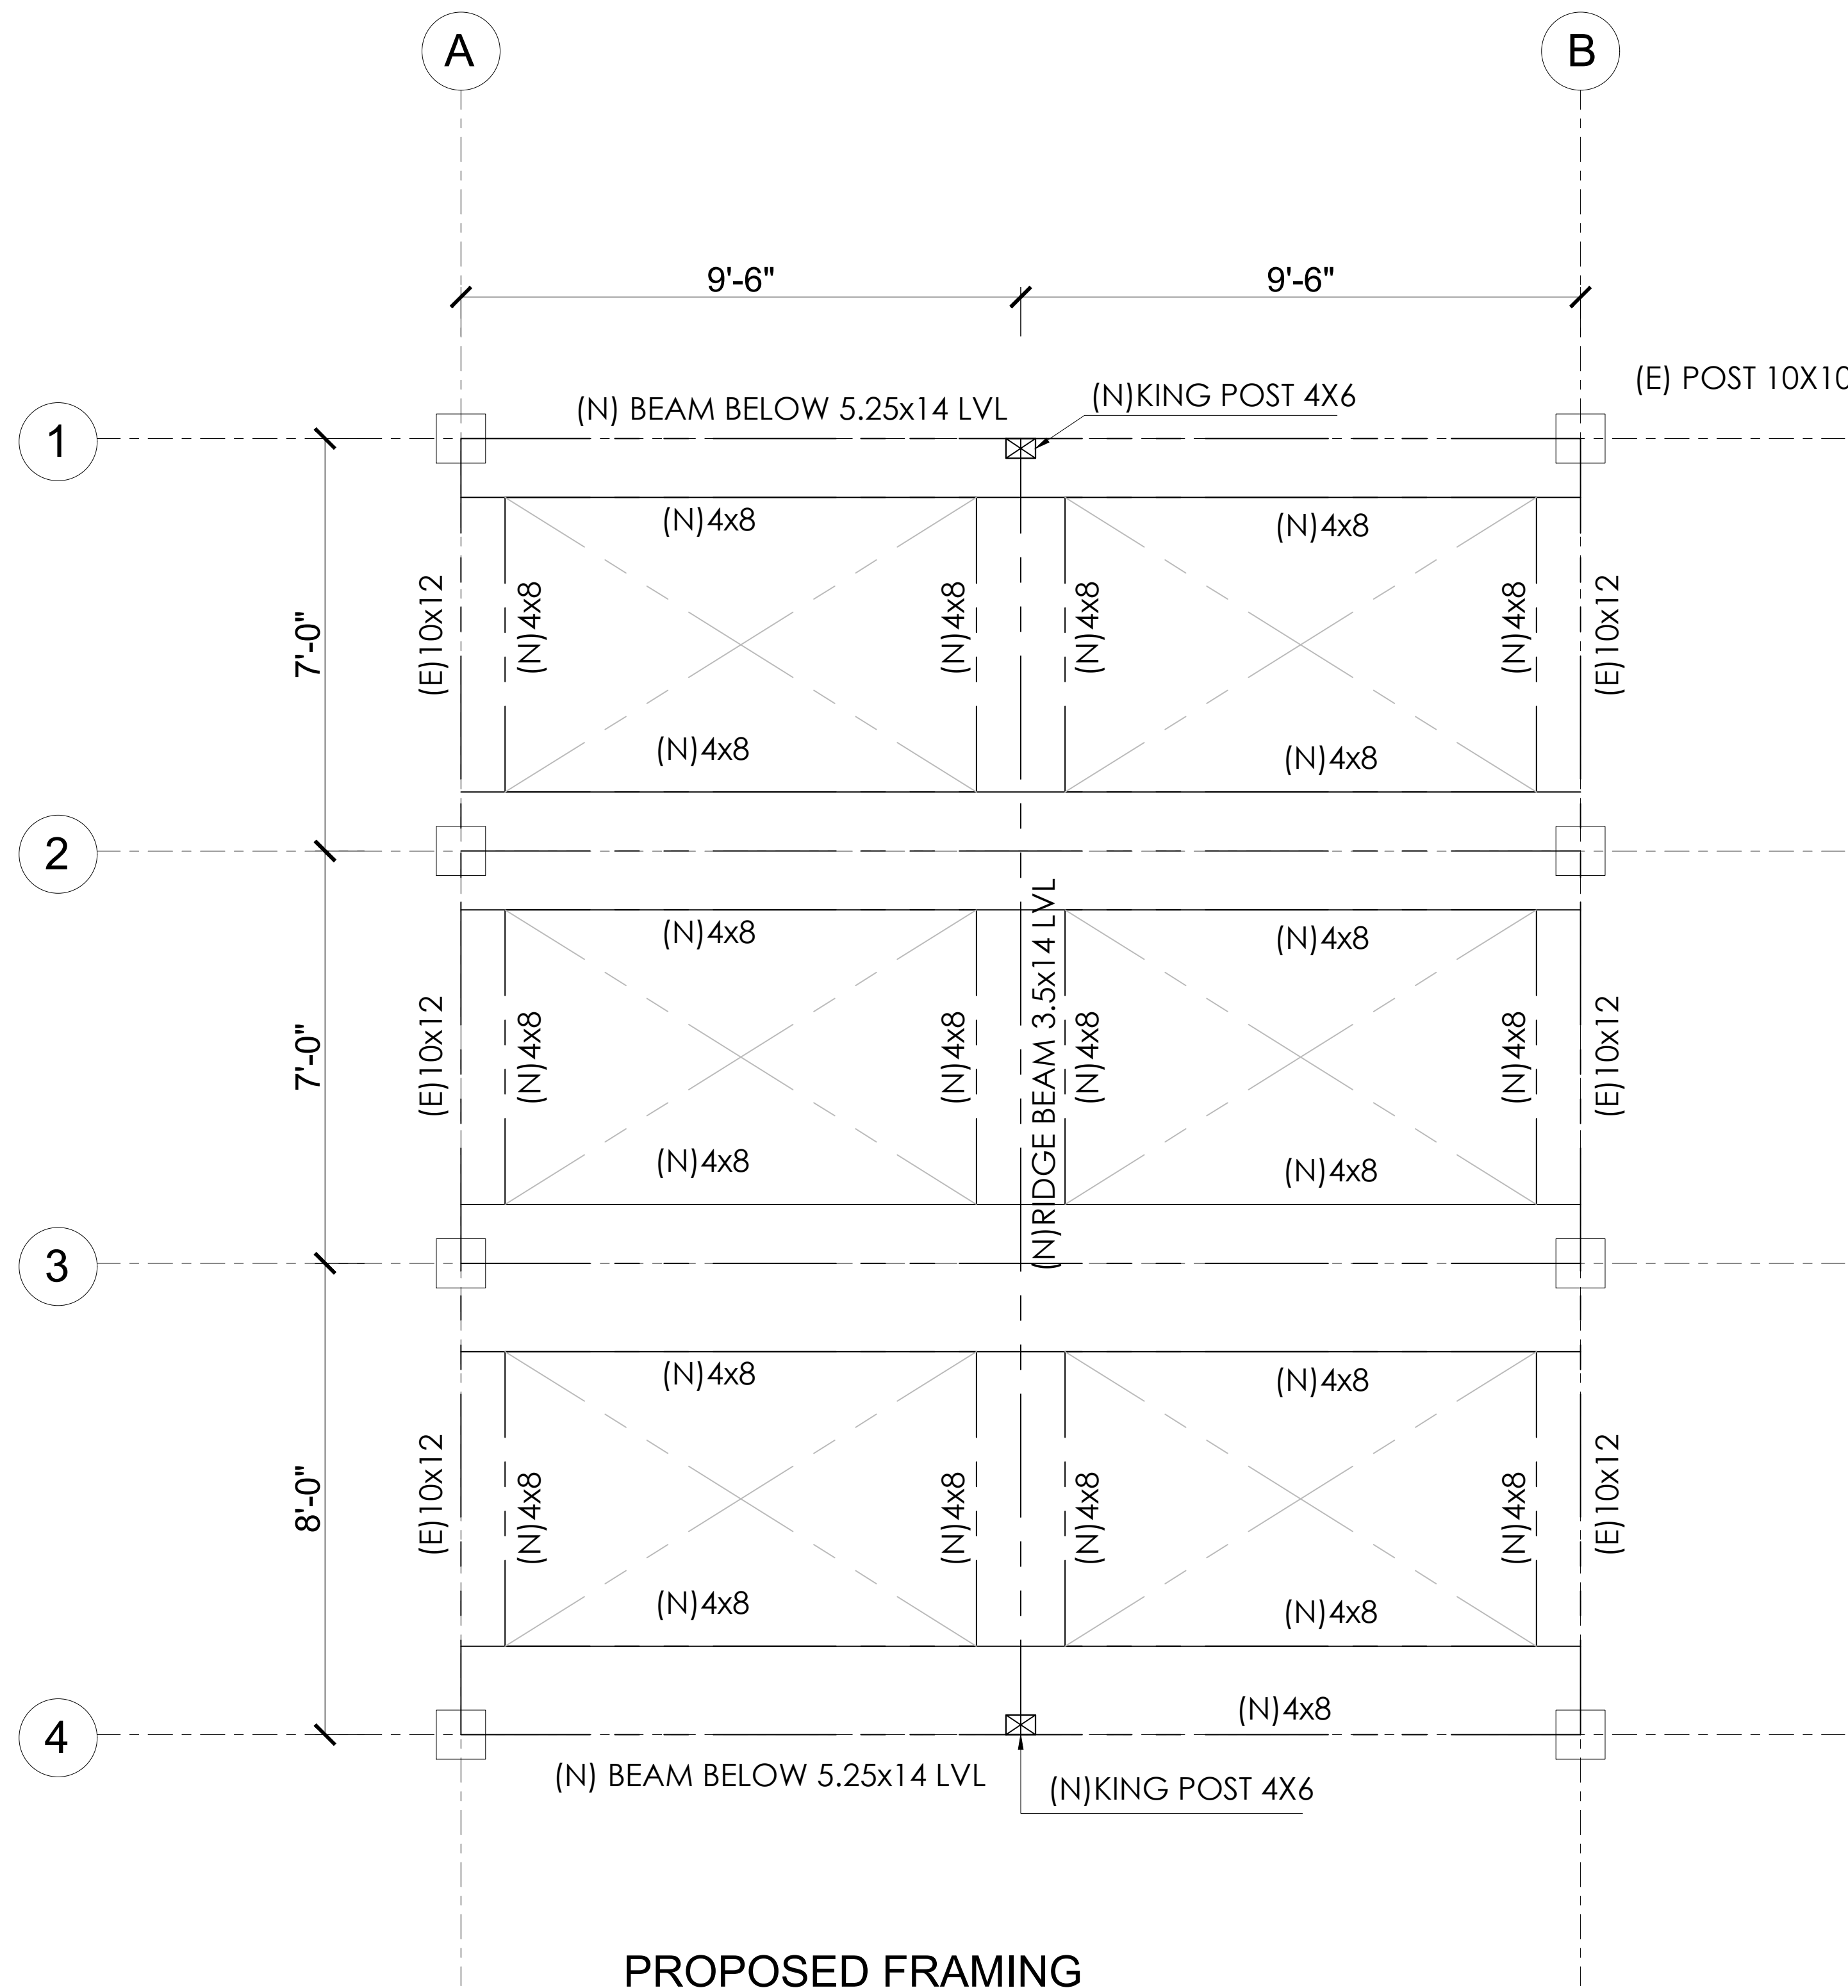 A
B
9'-6"
9'-6"
(E) POST 10X10
(N) BEAM BELOW 5.25x14 LVL
(N)KING POST 4X6
1
(N)4x8
(N)4x8
7'-0"
(E)10x12
(N)4x8
(N)4x8
(N)4x8
(N)4x8
(E)10x12
(N)4x8
(N)4x8
2
(N)4x8
(N)4x8
7'-0"
(E)10x12
(N)4x8
(N)4x8
(N)RIDGE BEAM 3.5x14 LVL
(N)4x8
(N)4x8
(E)10x12
(N)4x8
(N)4x8
3
(N)4x8
(N)4x8
8'-0"
(E)10x12
(N)4x8
(N)4x8
(N)4x8
(N)4x8
(E)10x12
(N)4x8
(N)4x8
(N)4x8
4
(N) BEAM BELOW 5.25x14 LVL
(N)KING POST 4X6
PROPOSED FRAMING